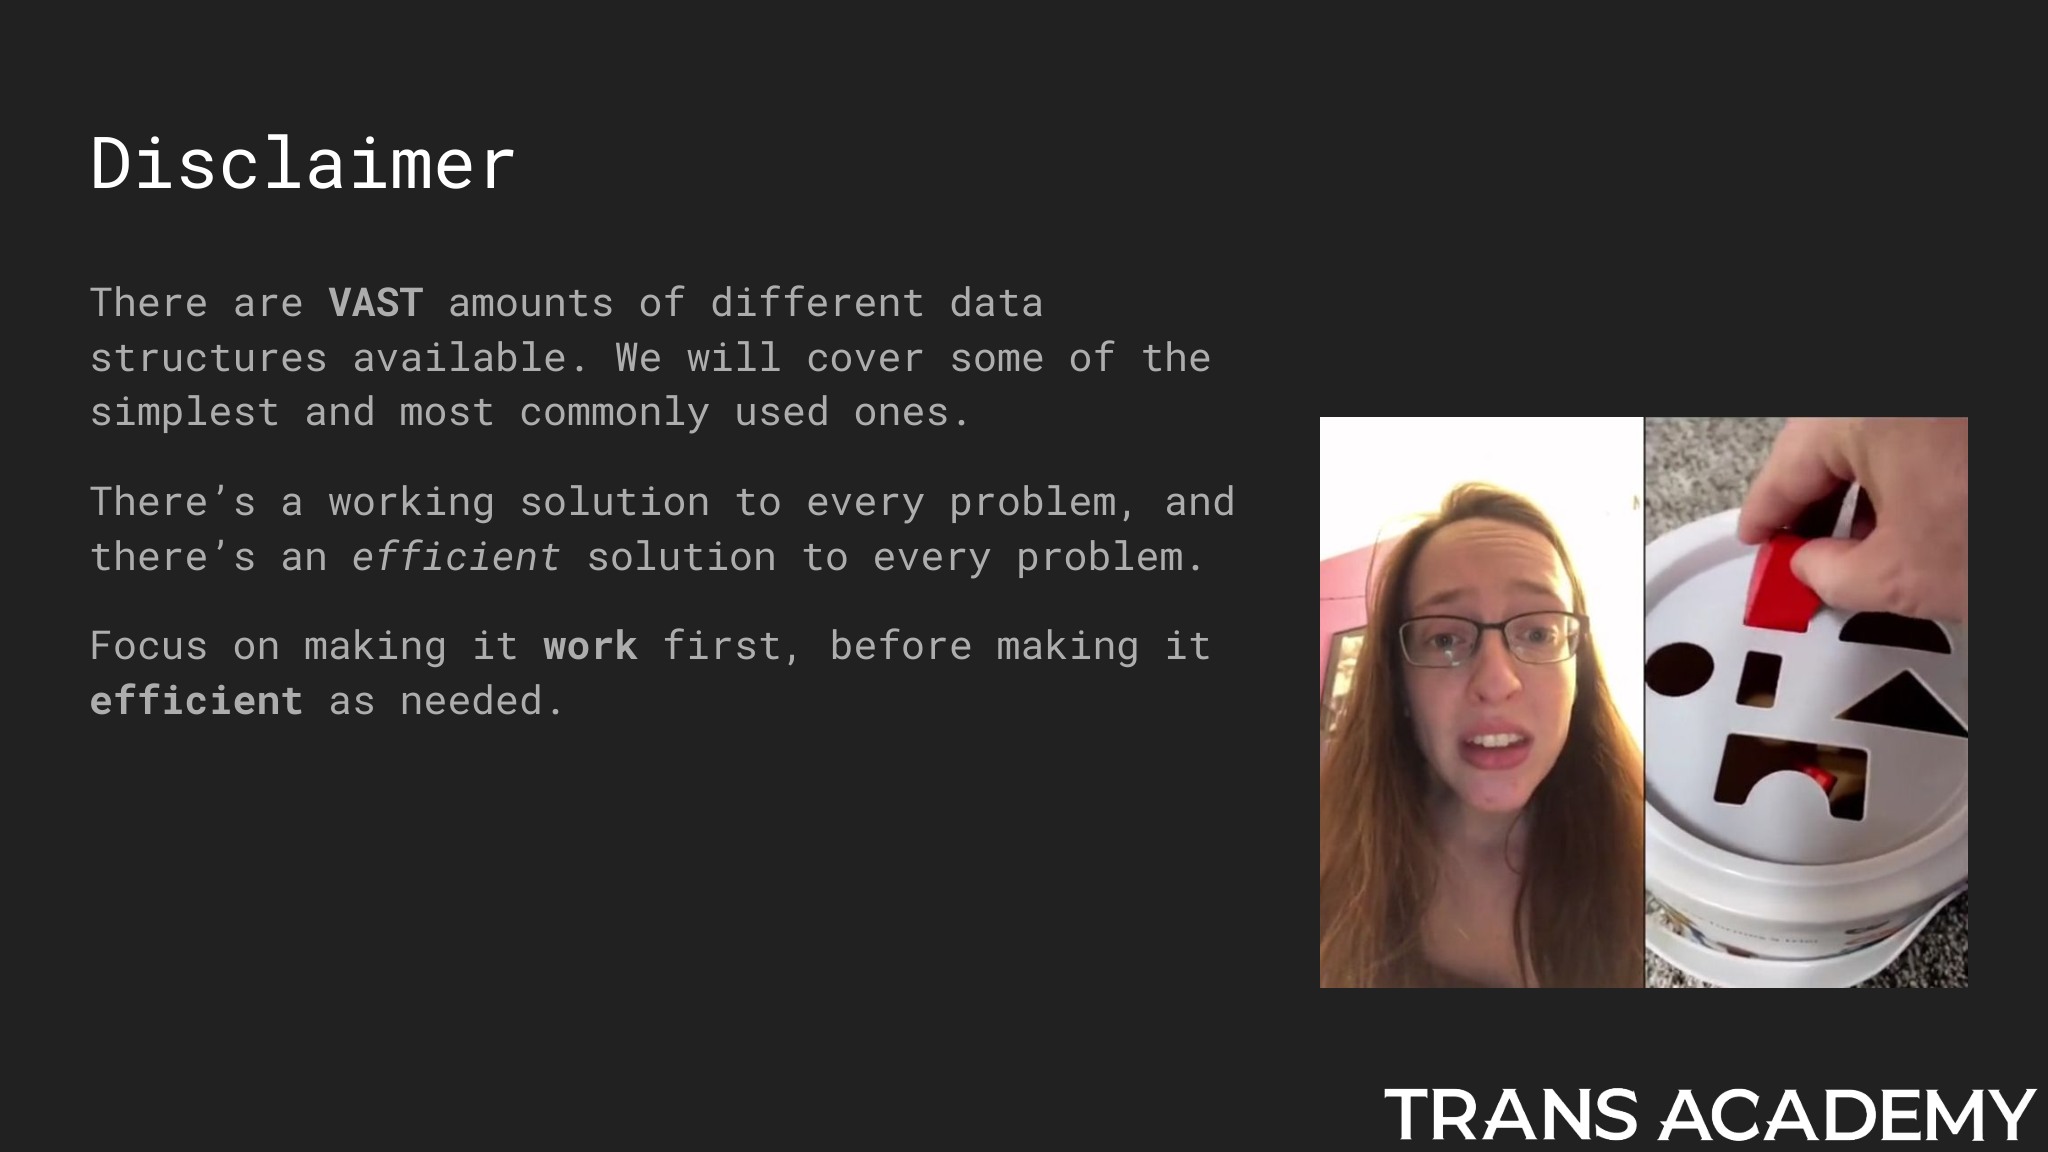 Disclaimer
There are VAST amounts of different data
structures available. We will cover some of the
simplest and most commonly used ones.
There’s a working solution to every problem, and
there’s an efficient solution to every problem.
Focus on making it work first, before making it
efficient as needed.
TRANS ACADEMY